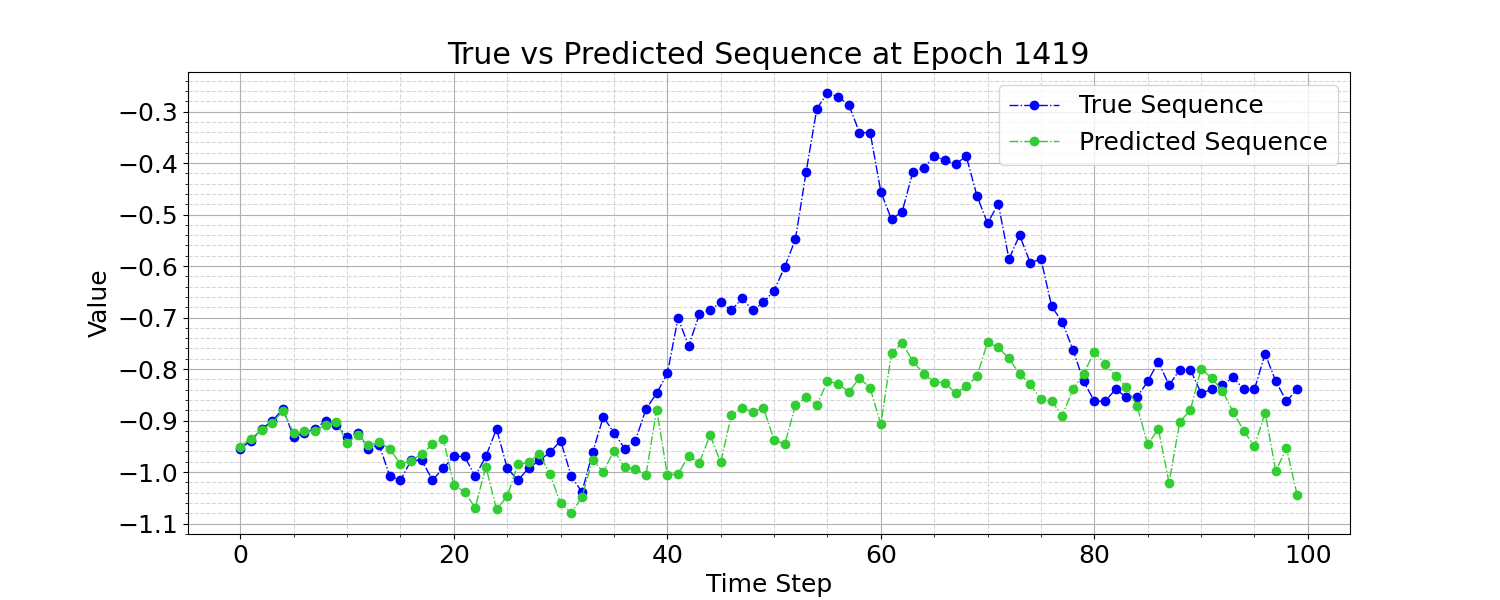 True vs Predicted Sequence at Epoch 1419
True Sequence
Predicted Sequence
Value
−0.3
−0.4
−0.5
−0.6
−0.7
−0.8
−0.9
−1.0
−1.1
0 20 40 60 80 100
Time Step